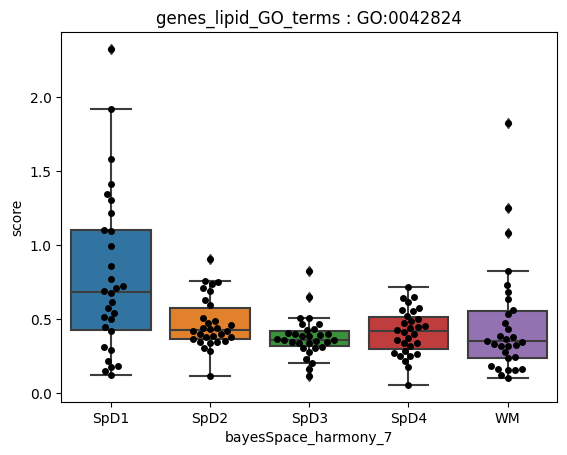 genes_lipid_GO_terms : GO:0042824
score
2.0
1.5
1.0
0.5
0.0
SpD1 SpD2 SpD3 SpD4 WM
bayesSpace_harmony_7